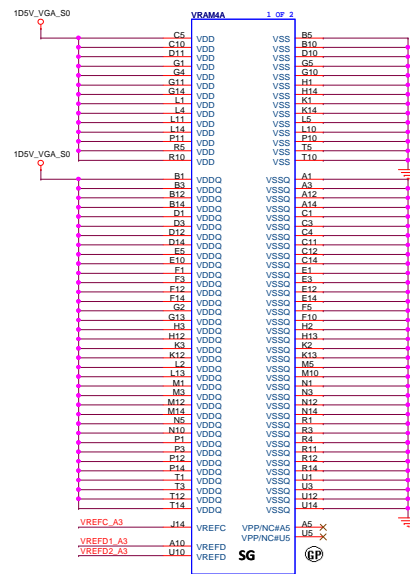 1D5V_VGA_S0
VRAM4A 1 OF 2
C5 VDD VSS B5
C10 VDD VSS B10
D11 VDD VSS D10
G1 VDD VSS G5
G4 VDD VSS G10
G11 VDD VSS H1
G14 VDD VSS H14
L1 VDD VSS K1
L4 VDD VSS K14
L11 VDD VSS L5
L14 VDD VSS L10
P11 VDD VSS P10
R5 VDD VSS T5
R10 VDD VSS T10
1D5V_VGA_S0
B1 VDDQ VSSQ A1
B3 VDDQ VSSQ A3
B12 VDDQ VSSQ A12
B14 VDDQ VSSQ A14
D1 VDDQ VSSQ C1
D3 VDDQ VSSQ C3
D12 VDDQ VSSQ C4
D14 VDDQ VSSQ C11
E5 VDDQ VSSQ C12
E10 VDDQ VSSQ C14
F1 VDDQ VSSQ E1
F3 VDDQ VSSQ E3
F12 VDDQ VSSQ E12
F14 VDDQ VSSQ E14
G2 VDDQ VSSQ F5
G13 VDDQ VSSQ F10
H3 VDDQ VSSQ H2
H12 VDDQ VSSQ H13
K3 VDDQ VSSQ K2
K12 VDDQ VSSQ K13
L2 VDDQ VSSQ M5
L13 VDDQ VSSQ M10
M1 VDDQ VSSQ N1
M3 VDDQ VSSQ N3
M12 VDDQ VSSQ N12
M14 VDDQ VSSQ N14
N5 VDDQ VSSQ R1
N10 VDDQ VSSQ R3
P1 VDDQ VSSQ R4
P3 VDDQ VSSQ R11
P12 VDDQ VSSQ R12
P14 VDDQ VSSQ R14
T1 VDDQ VSSQ U1
T3 VDDQ VSSQ U3
T12 VDDQ VSSQ U12
T14 VDDQ VSSQ U14
VREFC_A3 J14 VREFC VPP/NC#A5 A5
VPP/NC#U5 U5
VREFD1_A3 A10 VREFD
VREFD2_A3 U10 VREFD
SG GP